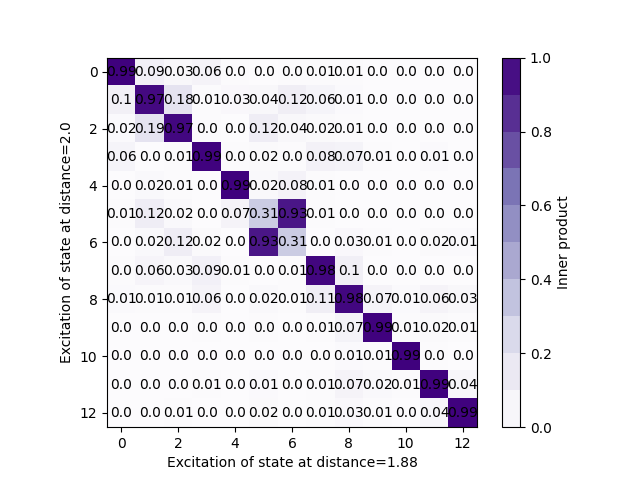 0 0.99 0.09 0.03 0.06 0.0 0.0 0.0 0.01 0.01 0.0 0.0 0.0 0.0
0.1 0.97 0.18 0.01 0.03 0.04 0.12 0.06 0.01 0.0 0.0 0.0 0.0
2 0.02 0.19 0.97 0.0 0.0 0.12 0.04 0.02 0.01 0.0 0.0 0.0 0.0
0.06 0.0 0.01 0.99 0.0 0.02 0.0 0.08 0.07 0.01 0.0 0.01 0.0
4 0.0 0.02 0.01 0.0 0.99 0.02 0.08 0.01 0.0 0.0 0.0 0.0 0.0
0.01 0.12 0.02 0.0 0.07 0.31 0.93 0.01 0.0 0.0 0.0 0.0 0.0
6 0.0 0.02 0.12 0.02 0.0 0.93 0.31 0.0 0.03 0.01 0.0 0.02 0.01
0.0 0.06 0.03 0.09 0.01 0.0 0.01 0.98 0.1 0.0 0.0 0.0 0.0
8 0.01 0.01 0.01 0.06 0.0 0.02 0.01 0.11 0.98 0.07 0.01 0.06 0.03
0.0 0.0 0.0 0.0 0.0 0.0 0.0 0.01 0.07 0.99 0.01 0.02 0.01
10 0.0 0.0 0.0 0.0 0.0 0.0 0.0 0.01 0.01 0.0 0.99 0.0 0.0
0.0 0.0 0.0 0.01 0.0 0.01 0.0 0.01 0.07 0.02 0.01 0.99 0.04
12 0.0 0.0 0.01 0.0 0.0 0.02 0.0 0.01 0.03 0.01 0.0 0.04 0.99
0 2 4 6 8 10 12
Excitation of state at distance=1.88
Excitation of state at distance=2.0
1.0
0.8
0.6
0.4
0.2
0.0
Inner product